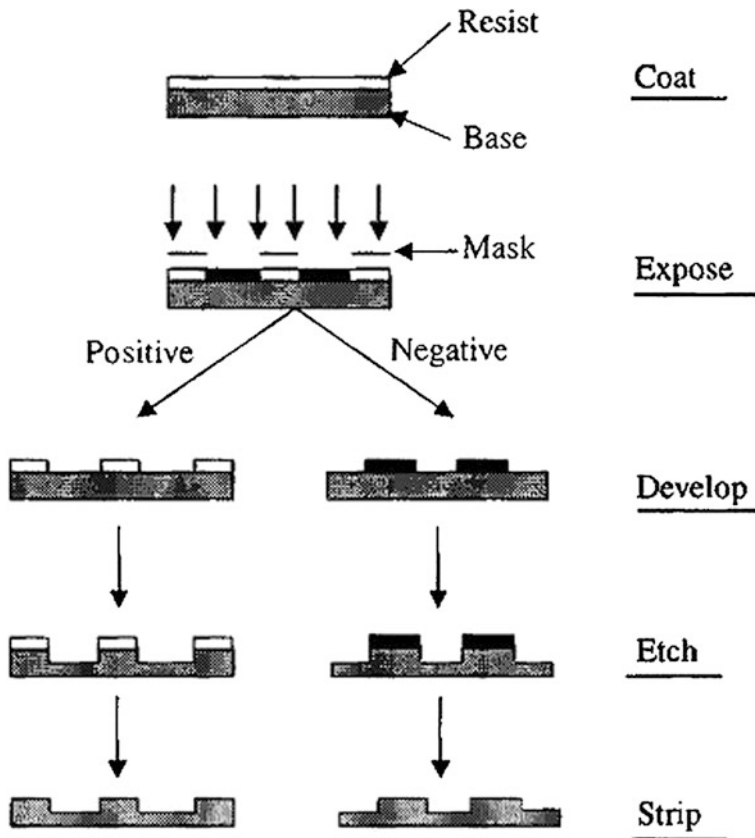 Resist
Coat
Base
Mask
Expose
Positive
Negative
Develop
Etch
Strip